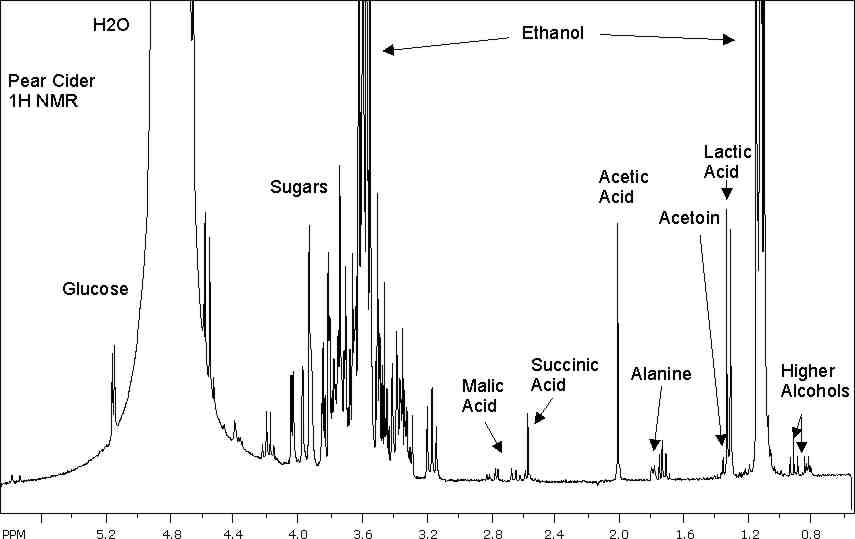 H2O
Ethanol
Pear Cider
1H NMR
Lactic
Acid
Acetic
Acid
Sugars
Acetoin
Glucose
Succinic
Acid
Malic
Acid
Alanine
Higher
Alcohols
PPM 5.2 4.8 4.4 4.0 3.6 3.2 2.8 2.4 2.0 1.6 1.2 0.8